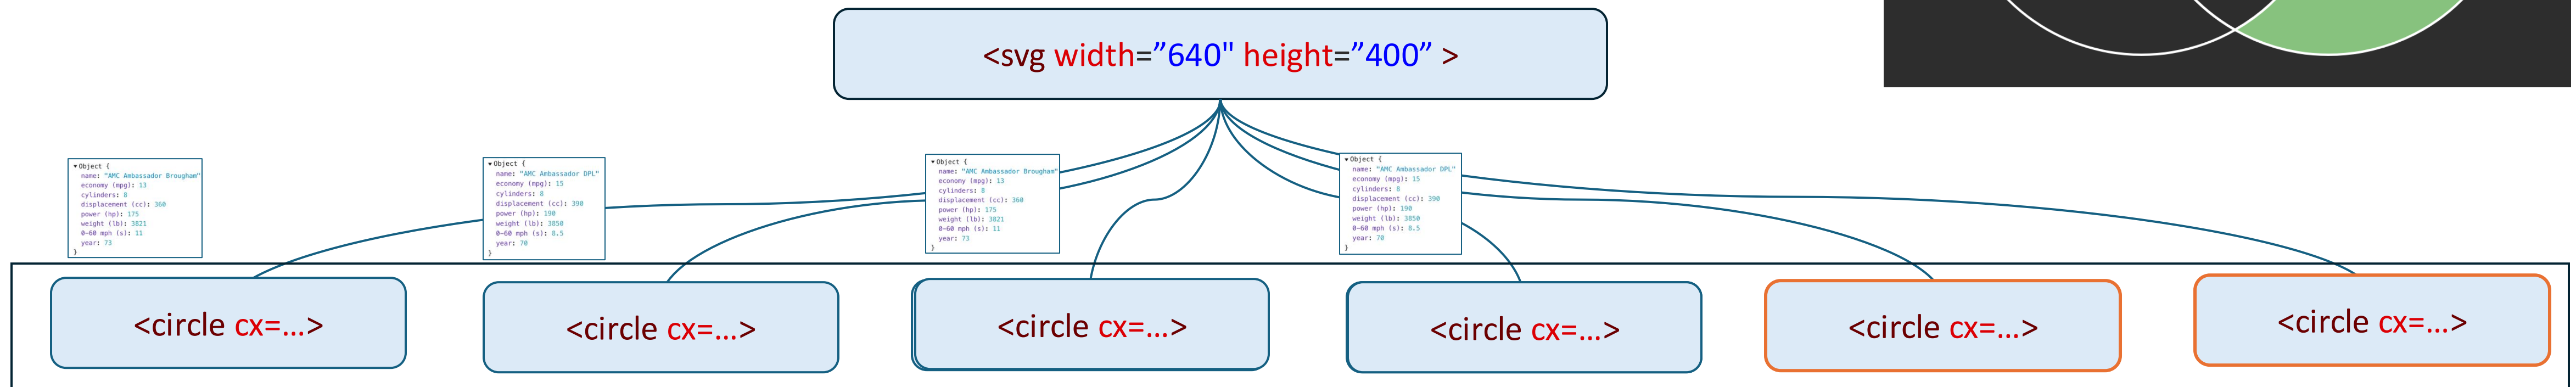 <svg width=”640" height=”400” >
▾Object {
name: "AMC Ambassador Brougham"
economy (mpg): 13
cylinders: 8
displacement (cc): 360
power (hp): 175
weight (lb): 3821
0-60 mph (s): 11
year: 73
}
▾Object {
name: "AMC Ambassador DPL"
economy (mpg): 15
cylinders: 8
displacement (cc): 390
power (hp): 190
weight (lb): 3850
0-60 mph (s): 8.5
year: 70
}
▾Object {
name: "AMC Ambassador Brougham"
economy (mpg): 13
cylinders: 8
displacement (cc): 360
power (hp): 175
weight (lb): 3821
0-60 mph (s): 11
year: 73
}
▾Object {
name: "AMC Ambassador DPL"
economy (mpg): 15
cylinders: 8
displacement (cc): 390
power (hp): 190
weight (lb): 3850
0-60 mph (s): 8.5
year: 70
}
<circle cx=...>
<circle cx=...>
<circle cx=...>
<circle cx=...>
<circle cx=...>
<circle cx=...>